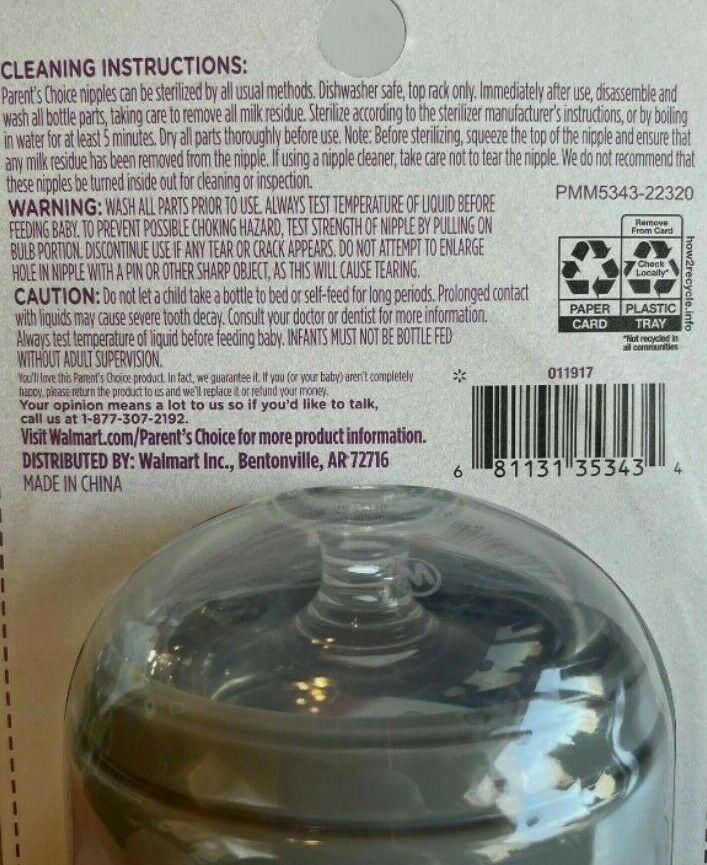 CLEANING INSTRUCTIONS:
Parent's Choice nipples can be sterilized by all usual methods. Dishwasher safe, top rack only. Immediately after use, disassemble and
wash all bottle parts, taking care to remove all milk residue. Sterilize according to the sterilizer manufacturer's instructions, or by boiling
in water for at least 5 minutes. Dry all parts thoroughly before use. Note: Before sterilizing, squeeze the top of the nipple and ensure that
any milk residue has been removed from the nipple. If using a nipple cleaner, take care not to tear the nipple. We do not recommend that
these nipples be turned inside out for cleaning or inspection.
PMM5343-22320
WARNING: WASH ALL PARTS PRIOR TO USE. ALWAYS TEST TEMPERATURE OF LIQUID BEFORE
FEEDING BABY. TO PREVENT POSSIBLE CHOKING HAZARD, TEST STRENGTH OF NIPPLE BY PULLING ON
BULB PORTION. DISCONTINUE USE IF ANY TEAR OR CRACK APPEARS. DO NOT ATTEMPT TO ENLARGE
HOLE IN NIPPLE WITH A PIN OR OTHER SHARP OBJECT, AS THIS WILL CAUSE TEARING.
CAUTION: Do not let a child take a bottle to bed or self-feed for long periods. Prolonged contact
with liquids may cause severe tooth decay. Consult your doctor or dentist for more information.
Always test temperature of liquid before feeding baby. INFANTS MUST NOT BE BOTTLE FED
WITHOUT ADULT SUPERVISION.
Remove
From Card
Check
Locally*
PAPER
PLASTIC
CARD
TRAY
*Not recycled in
all communities
how2recycle.info
You'll love this Parent's Choice product. In fact, we guarantee it. If you (or your baby) aren't completely
happy, please return the product to us and we'll replace it or refund your money.
Your opinion means a lot to us so if you'd like to talk,
call us at 1-877-307-2192.
Visit Walmart.com/Parent's Choice for more product information.
DISTRIBUTED BY: Walmart Inc., Bentonville, AR 72716
MADE IN CHINA
* 011917
6 81131 35343 4
M